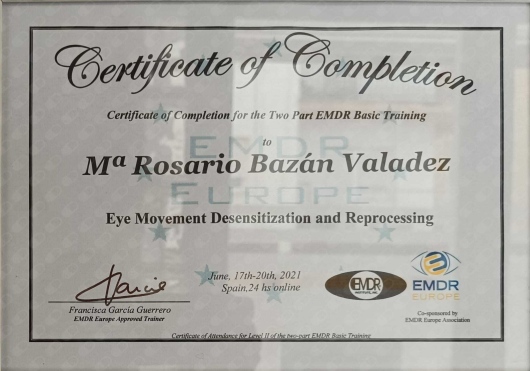 Certificate of Completion
Certificate of Completion for the Two Part EMDR Basic Training
to
EMDR
Mª Rosario Bazán Valadez
EUROPE
Eye Movement Desensitization and Reprocessing
June, 17th-20th, 2021
Spain, 24 hs online
Francisca García Guerrero
EMDR Europe Approved Trainer
EMDR
EMDR
EUROPE
Co-sponsored by
EMDR Europe Association
Certificate of Attendance for Level II of the two-part EMDR Basic Training